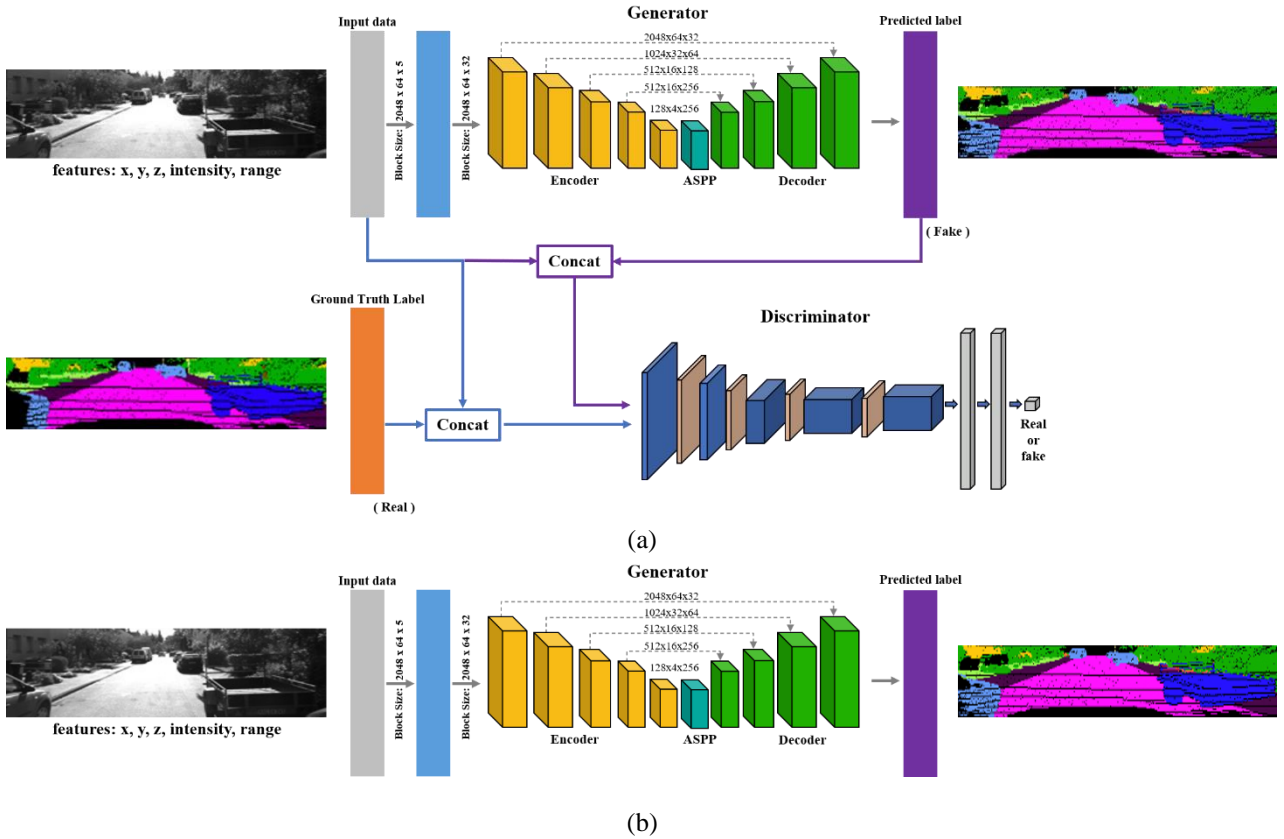 Generator
Input data
Predicted label
2048x64x32
1024x32x64
512x16x128
512x16x256
128x4x256
Block Size: 2048 x 64 x 5
Block Size: 2048 x 64 x 32
features: x, y, z, intensity, range
Encoder
ASPP
Decoder
( Fake )
Concat
Ground Truth Label
Discriminator
Concat
Real
or
fake
( Real )
(a)
Generator
Input data
Predicted label
2048x64x32
1024x32x64
512x16x128
512x16x256
128x4x256
Block Size: 2048 x 64 x 5
Block Size: 2048 x 64 x 32
features: x, y, z, intensity, range
Encoder
ASPP
Decoder
(b)